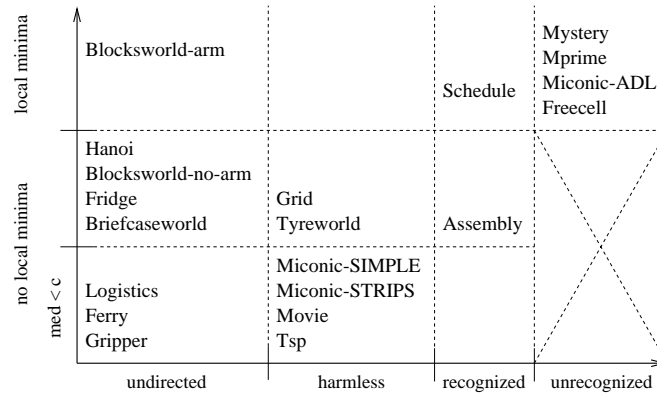 local minima
Blocksworld-arm
Schedule
Mystery
Mprime
Miconic-ADL
Freecell
no local minima
Hanoi
Blocksworld-no-arm
Fridge
Briefcaseworld
Grid
Tyreworld
Assembly
med < c
Logistics
Ferry
Gripper
Miconic-SIMPLE
Miconic-STRIPS
Movie
Tsp
undirected
harmless
recognized
unrecognized